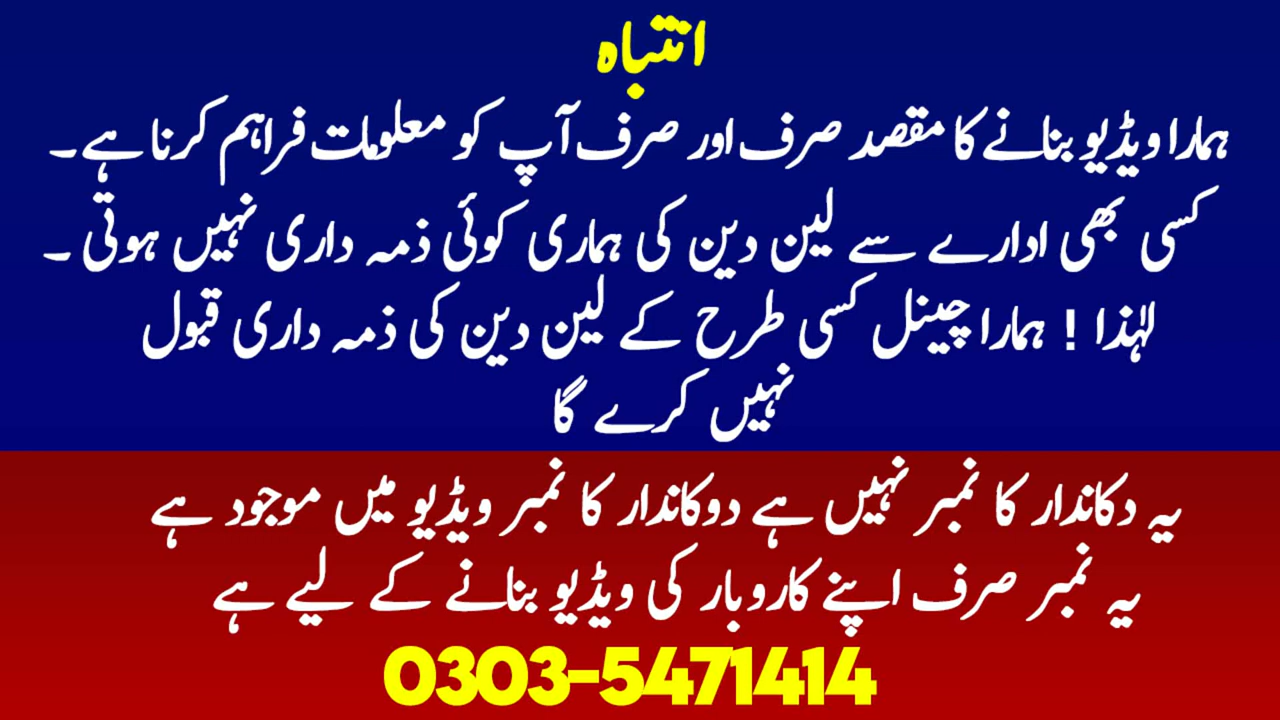 انتباہ
ہمارا ویڈیو بنانے کا مقصد صرف اور صرف آپ کو معلومات فراہم کرنا ہے۔
کسی بھی ادارے سے لین دین کی ہماری کوئی ذمہ داری نہیں ہوتی ۔
لہٰذا ! ہمارا چینل کسی طرح کے لین دین کی ذمہ داری قبول
نہیں کرے گا
یہ دکاندار کا نمبر نہیں ہے دوکاندار کا نمبر ویڈیو میں موجود ہے
یہ نمبر صرف اپنے کاروبار کی ویڈیو بنانے کے لیے ہے
0303-5471414